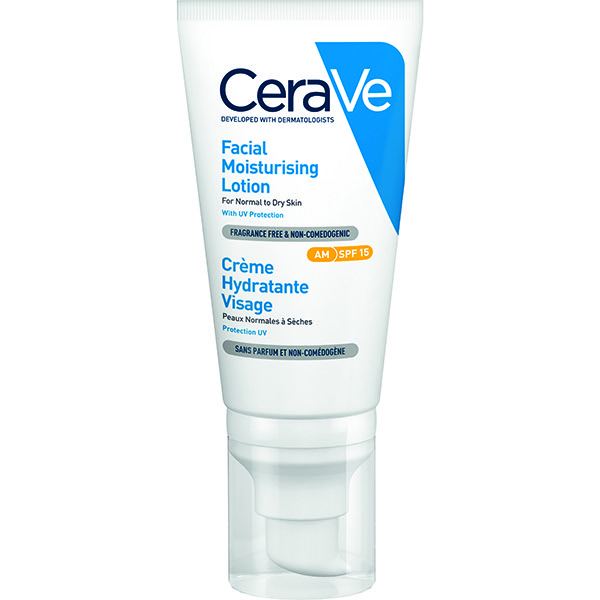 CeraVe
DEVELOPED WITH DERMATOLOGISTS
Facial
Moisturising
Lotion
For Normal to Dry Skin
With UV Protection
FRAGRANCE FREE & NON-COMEDOGENIC
AM SPF 15
Crème
Hydratante
Visage
Peaux Normales à Sèches
Protection UV
SANS PARFUM ET NON-COMÉDOGÈNE